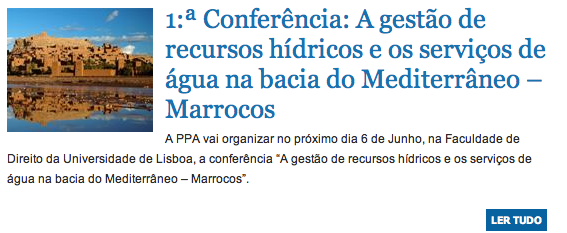 1:ª Conferência: A gestão de
recursos hídricos e os serviços de
água na bacia do Mediterrâneo –
Marrocos
A PPA vai organizar no próximo dia 6 de Junho, na Faculdade de
Direito da Universidade de Lisboa, a conferência “A gestão de recursos hídricos e os serviços de
água na bacia do Mediterrâneo – Marrocos”.
LER TUDO